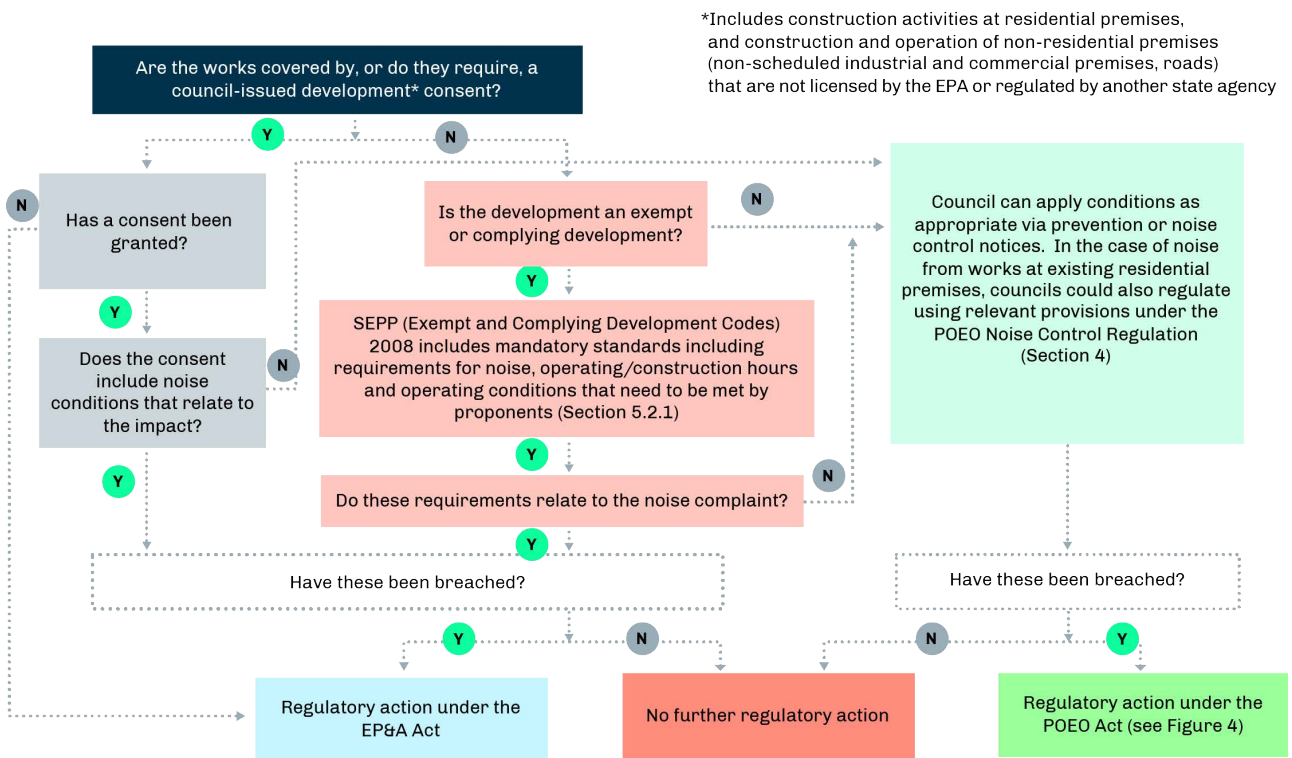 *Includes construction activities at residential premises,
and construction and operation of non-residential premises
(non-scheduled industrial and commercial premises, roads)
that are not licensed by the EPA or regulated by another state agency
Are the works covered by, or do they require, a
council-issued development* consent?
Y
N
N
Has a consent been
granted?
Is the development an exempt
or complying development?
N
Council can apply conditions as
appropriate via prevention or noise
control notices. In the case of noise
from works at existing residential
premises, councils could also regulate
using relevant provisions under the
POEO Noise Control Regulation
(Section 4)
Y
Y
SEPP (Exempt and Complying Development Codes)
2008 includes mandatory standards including
requirements for noise, operating/construction hours
and operating conditions that need to be met by
proponents (Section 5.2.1)
Does the consent
include noise
conditions that relate to
the impact?
N
Y
Y
Do these requirements relate to the noise complaint?
N
Y
Have these been breached?
Have these been breached?
Y
N
N
Y
Regulatory action under the
EP&A Act
No further regulatory action
Regulatory action under the
POEO Act (see Figure 4)